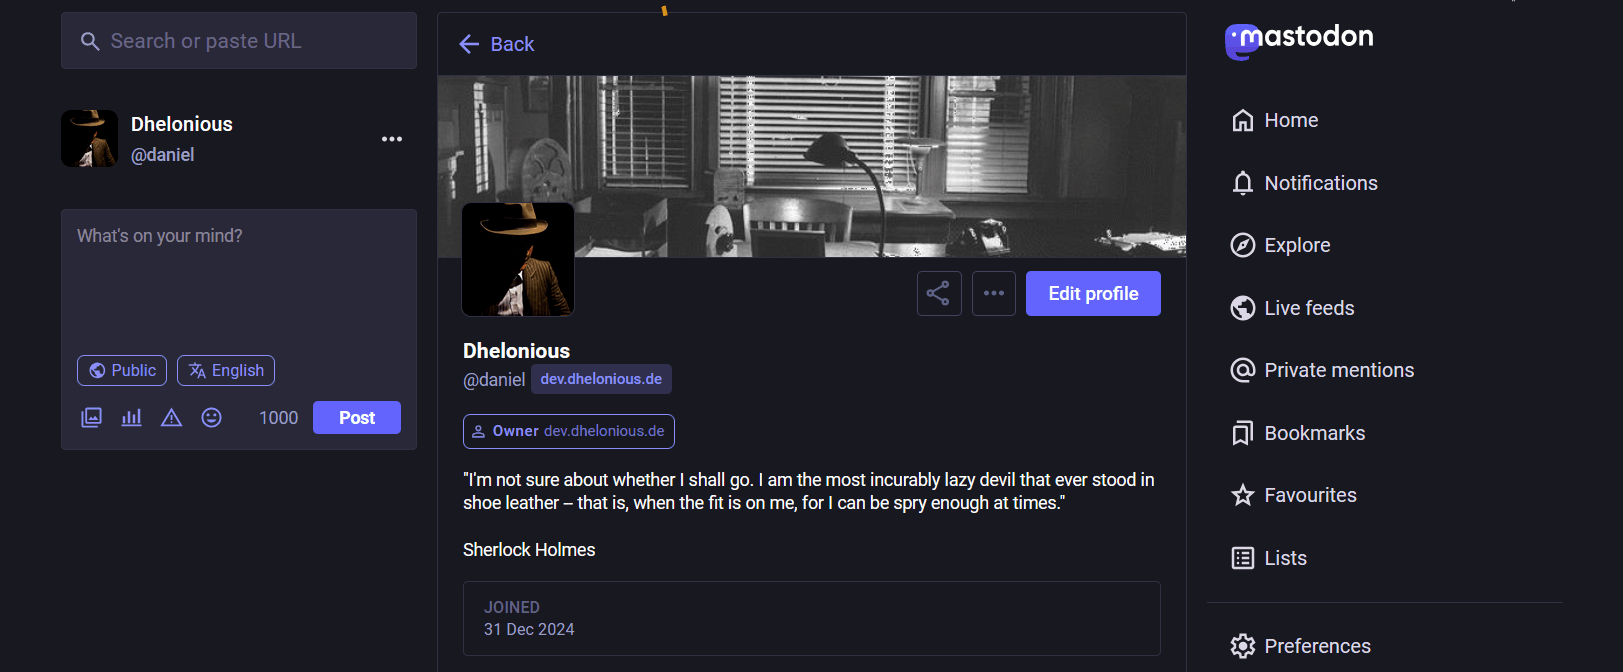 Search or paste URL
Dhelonious
@daniel
What's on your mind?
Public
English
1000
Post
Back
Edit profile
Dhelonious
@daniel dev.dhelonious.de
Owner dev.dhelonious.de
"I'm not sure about whether I shall go. I am the most incurably lazy devil that ever stood in
shoe leather – that is, when the fit is on me, for I can be spry enough at times."
Sherlock Holmes
JOINED
31 Dec 2024
mastodon
Home
Notifications
Explore
Live feeds
Private mentions
Bookmarks
Favourites
Lists
Preferences